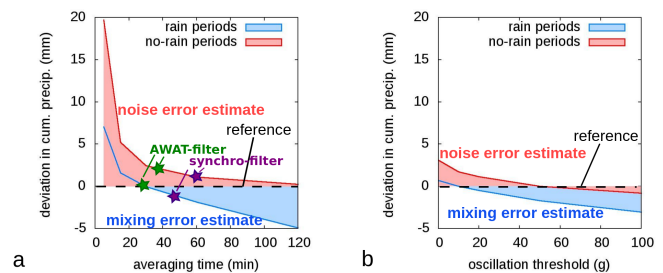 20
15
10
5
0
-5
deviation in cum. precip. (mm)
rain periods
no-rain periods
noise error estimate
reference
AWAT-filter
synchro-filter
mixing error estimate
0 20 40 60 80 100 120
averaging time (min)
a
20
15
10
5
0
-5
deviation in cum. precip. (mm)
rain periods
no-rain periods
reference
noise error estimate
mixing error estimate
0 20 40 60 80 100
oscillation threshold (g)
b